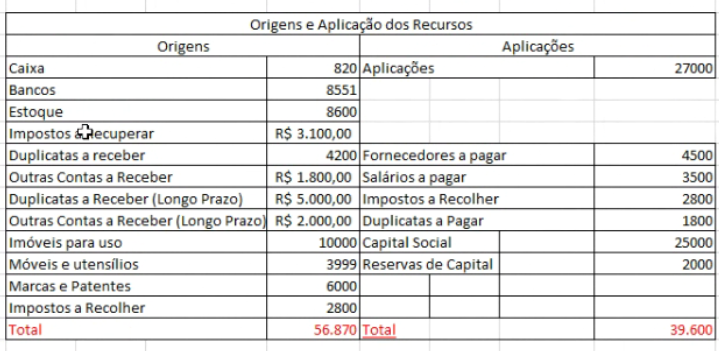 Origens e Aplicação dos Recursos
Origens Aplicações
Caixa 820 Aplicações 27000
Bancos 8551
Estoque 8600
Impostos a Recuperar R$ 3.100,00
Duplicatas a receber 4200 Fornecedores a pagar 4500
Outras Contas a Receber R$ 1.800,00 Salários a pagar 3500
Duplicatas a Receber (Longo Prazo) R$ 5.000,00 Impostos a Recolher 2800
Outras Contas a Receber (Longo Prazo) R$ 2.000,00 Duplicatas a Pagar 1800
Imóveis para uso 10000 Capital Social 25000
Móveis e utensílios 3999 Reservas de Capital 2000
Marcas e Patentes 6000
Impostos a Recolher 2800
Total 56.870 Total 39.600